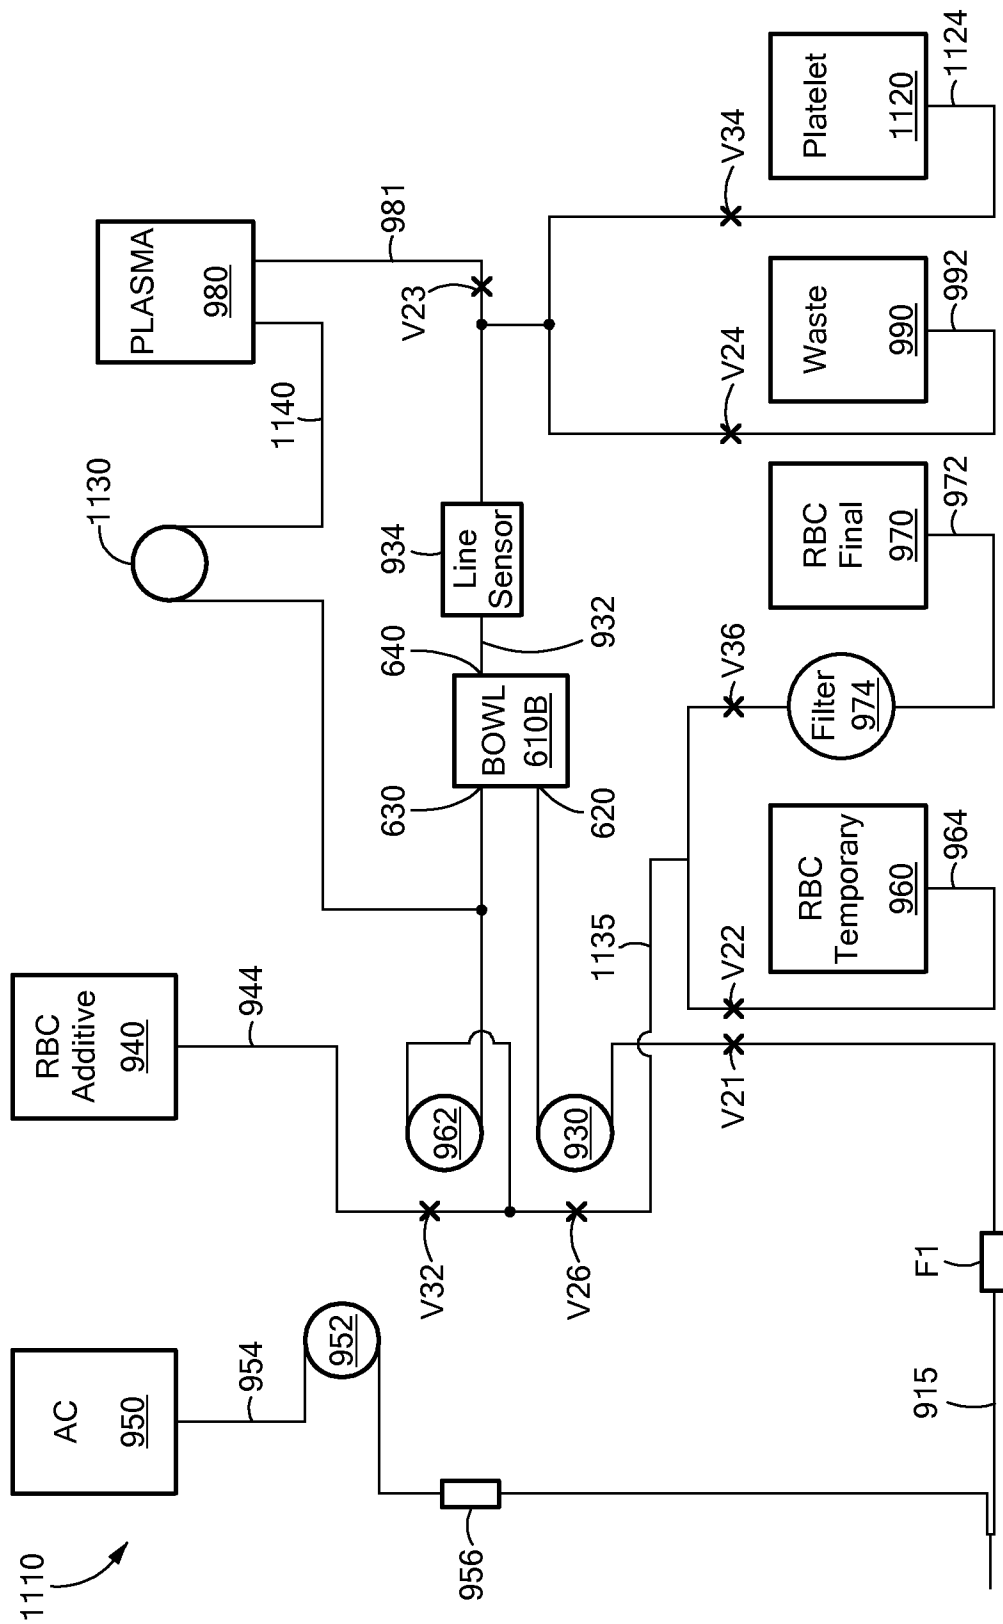 1110
AC
950
954
952
956
RBC
Additive
940
944
V32
962
V26
930
1130
1140
PLASMA
980
981
V23
630
640
BOWL
610B
620
932
934
Line
Sensor
1135
V21
V22
F1
915
RBC
Temporary
960
964
V36
Filter
974
RBC
Final
970
972
V24
Waste
990
992
V34
Platelet
1120
1124